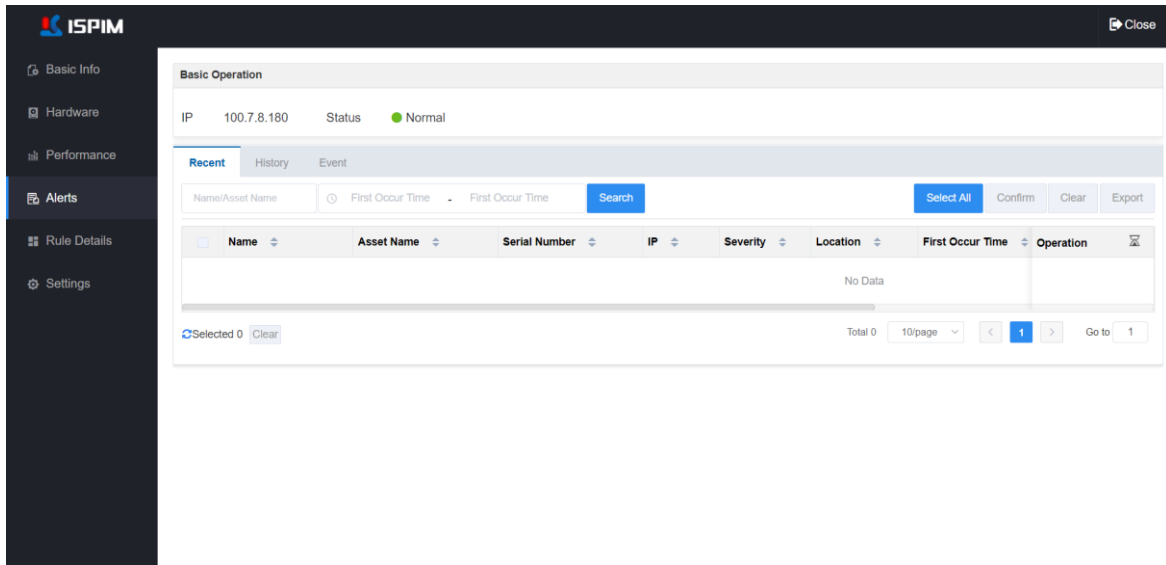 ISPIM
Close
Basic Info
Hardware
Performance
Alerts
Rule Details
Settings
Basic Operation
IP 100.7.8.180 Status Normal
Recent History Event
Name/Asset Name First Occur Time - First Occur Time Search Select All Confirm Clear Export
Name Asset Name Serial Number IP Severity Location First Occur Time Operation
No Data
Selected 0 Clear Total 0 10/page < 1 > Go to 1